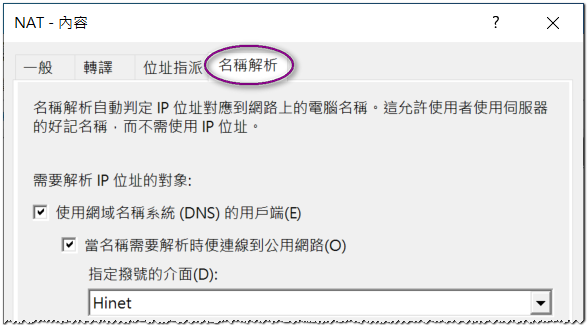 NAT - 內容
一般 轉譯 位址指派 名稱解析
名稱解析自動判定 IP 位址對應到網路上的電腦名稱。這允許使用者使用伺服器
的好記名稱，而不需使用 IP 位址。
需要解析 IP 位址的對象:
使用網域名稱系統 (DNS) 的用戶端(E)
當名稱需要解析時便連線到公用網路(O)
指定撥號的介面(D):
Hinet